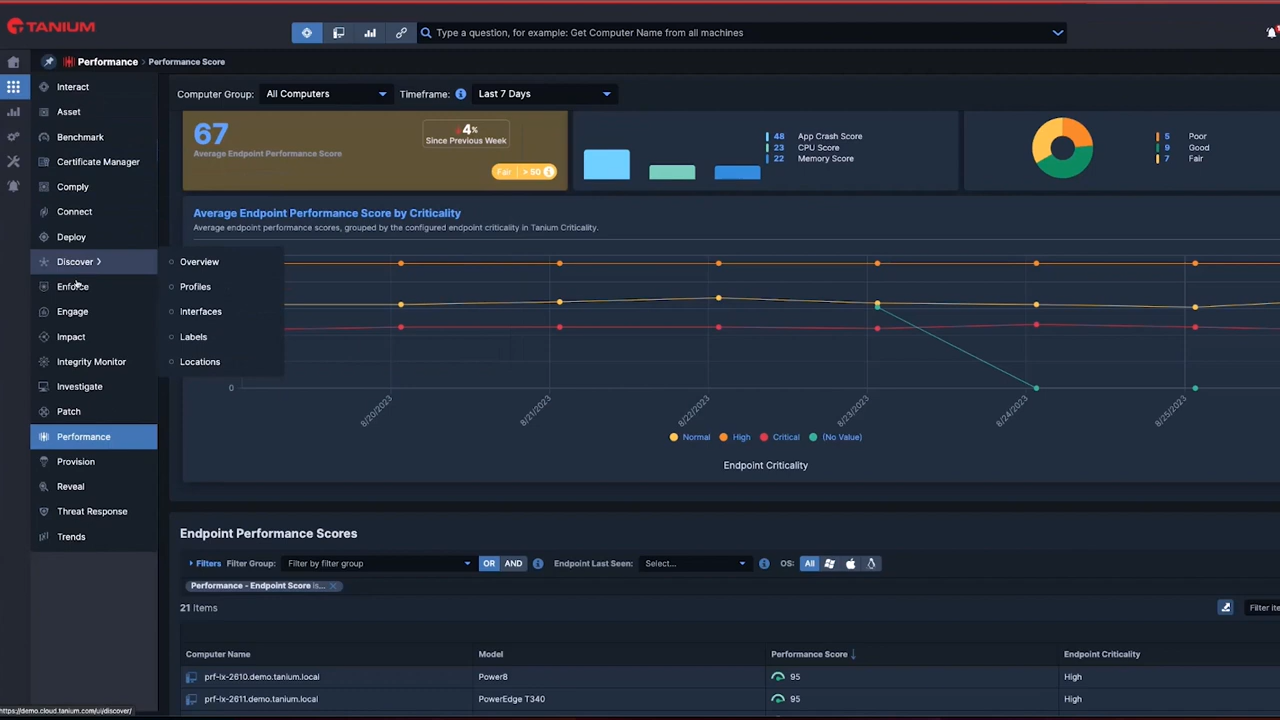 TANIUM
Type a question, for example: Get Computer Name from all machines
Performance > Performance Score
Interact
Asset
Benchmark
Certificate Manager
Comply
Connect
Deploy
Discover >
Enforce
Engage
Impact
Integrity Monitor
Investigate
Patch
Performance
Provision
Reveal
Threat Response
Trends
Overview
Profiles
Interfaces
Labels
Locations
Computer Group: All Computers Timeframe: Last 7 Days
67
Average Endpoint Performance Score
4%
Since Previous Week
Fair | > 50
48 App Crash Score
23 CPU Score
22 Memory Score
5 Poor
9 Good
7 Fair
Average Endpoint Performance Score by Criticality
Average endpoint performance scores, grouped by the configured endpoint criticality in Tanium Criticality.
0
8/20/2023 8/21/2023 8/22/2023 8/23/2023 8/24/2023 8/25/2023
Normal High Critical (No Value)
Endpoint Criticality
Endpoint Performance Scores
Filters Filter Group: Filter by filter group OR AND Endpoint Last Seen: Select... OS: All
Performance - Endpoint Score is...
21 Items
Filter ite
Computer Name Model Performance Score Endpoint Criticality
prf-ix-2610.demo.tanium.local Power8 95 High
prf-ix-2611.demo.tanium.local PowerEdge T340 95 High
https://demo.cloud.tanium.com/ui/discover/